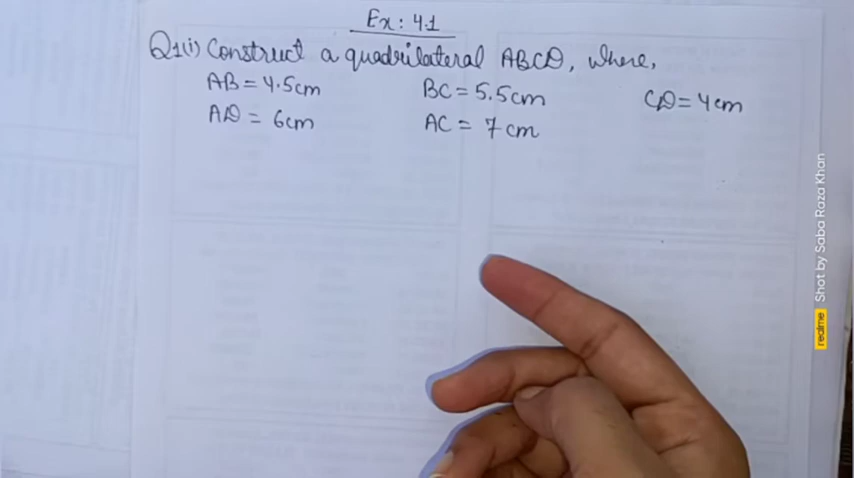 Ex: 4.1
Q1(i) Construct a quadrilateral ABCD, where,
AB = 4.5cm BC = 5.5cm CD = 4cm
AD = 6cm AC = 7cm
realme Shot by Saba Raza Khan